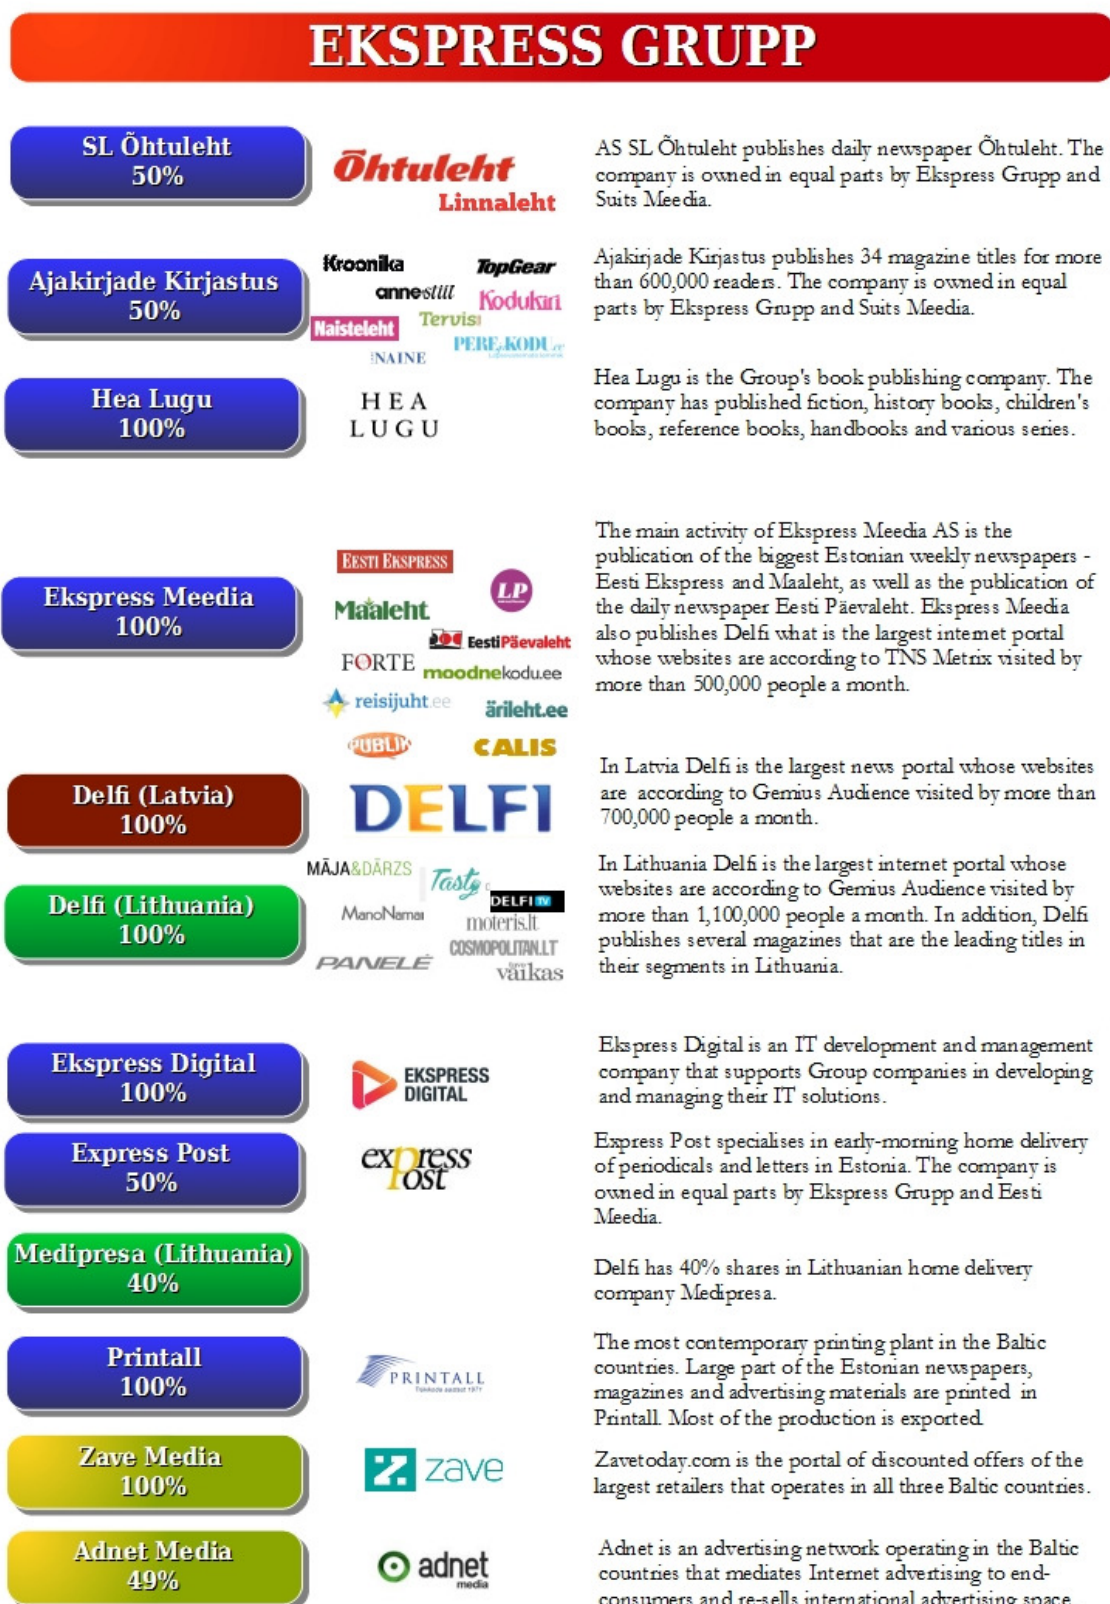 EKSPRESS GRUPP
SL Õhtuleht
50%
Õhtuleht
Linnaleht
AS SL Õhtuleht publishes daily newspaper Õhtuleht. The
company is owned in equal parts by Ekspress Grupp and
Suits Meedia.
Ajakirjade Kirjastus
50%
Kroonika
TopGear
annestiil
Kodukiri
Naisteleht
Tervis
PERE&KODU.ee
NAINE
Ajakirjade Kirjastus publishes 34 magazine titles for more
than 600,000 readers. The company is owned in equal
parts by Ekspress Grupp and Suits Meedia.
Hea Lugu
100%
HEA
LUGU
Hea Lugu is the Group's book publishing company. The
company has published fiction, history books, children's
books, reference books, handbooks and various series.
Ekspress Meedia
100%
EESTI EKSPRESS
LP
Maaleht
EestiPäevaleht
FORTE
moodnekodu.ee
reisijuht.ee
ärileht.ee
PUBLIK
CALIS
The main activity of Ekspress Meedia AS is the
publication of the biggest Estonian weekly newspapers -
Eesti Ekspress and Maaleht, as well as the publication of
the daily newspaper Eesti Päevaleht. Ekspress Meedia
also publishes Delfi what is the largest internet portal
whose websites are according to TNS Metrix visited by
more than 500,000 people a month.
Delfi (Latvia)
100%
DELFI
In Latvia Delfi is the largest news portal whose websites
are according to Gemius Audience visited by more than
700,000 people a month.
Delfi (Lithuania)
100%
MĀJA&DĀRZS
Tasty
DELFI TV
ManoNamai
moteris.lt
COSMOPOLITAN.LT
PANELĖ
tavo vaikas
In Lithuania Delfi is the largest internet portal whose
websites are according to Gemius Audience visited by
more than 1,100,000 people a month. In addition, Delfi
publishes several magazines that are the leading titles in
their segments in Lithuania.
Ekspress Digital
100%
EKSPRESS
DIGITAL
Ekspress Digital is an IT development and management
company that supports Group companies in developing
and managing their IT solutions.
Express Post
50%
express
Post
Express Post specialises in early-morning home delivery
of periodicals and letters in Estonia. The company is
owned in equal parts by Ekspress Grupp and Eesti
Meedia.
Medipresa (Lithuania)
40%
Delfi has 40% shares in Lithuanian home delivery
company Medipresa.
Printall
100%
PRINTALL
Trükikoda aastast 1971
The most contemporary printing plant in the Baltic
countries. Large part of the Estonian newspapers,
magazines and advertising materials are printed in
Printall. Most of the production is exported.
Zave Media
100%
zave
Zavetoday.com is the portal of discounted offers of the
largest retailers that operates in all three Baltic countries.
Adnet Media
49%
adnet
media
Adnet is an advertising network operating in the Baltic
countries that mediates Internet advertising to end-
consumers and re-sells international advertising space